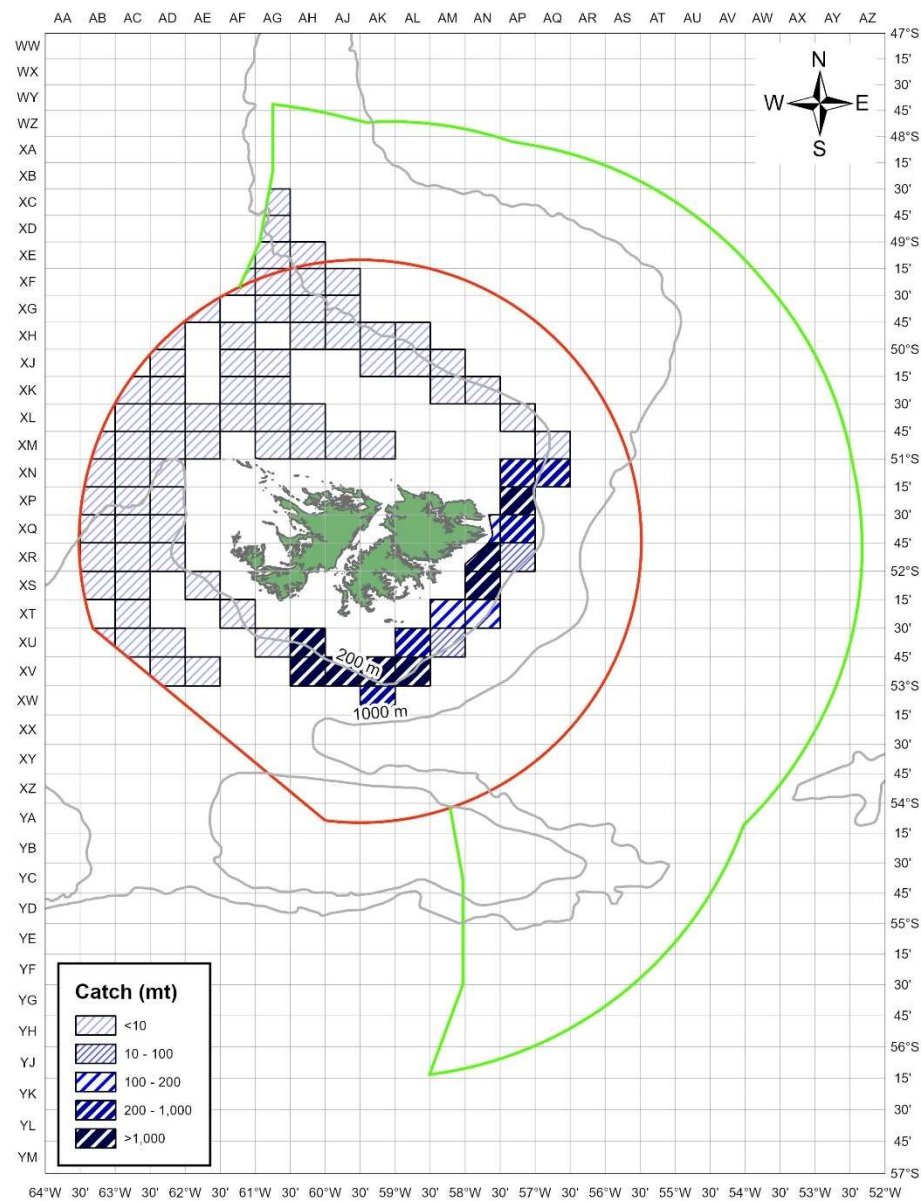 AA AB AC AD AE AF AG AH AJ AK AL AM AN AP AQ AR AS AT AU AV AW AX AY AZ
47°S
WW
15'
WX
30'
WY
45'
WZ
48°S
XA
15'
XB
30'
XC
45'
XD
49°S
XE
15'
XF
30'
XG
45'
XH
50°S
XJ
15'
XK
30'
XL
45'
XM
51°S
XN
15'
XP
30'
XQ
45'
XR
52°S
XS
15'
XT
30'
XU
45'
XV
53°S
XW
15'
XX
30'
XY
45'
XZ
54°S
YA
15'
YB
30'
YC
45'
YD
55°S
YE
15'
YF
30'
YG
45'
YH
56°S
YJ
15'
YK
30'
YL
45'
YM
57°S
N
W E
S
200 m
1000 m
Catch (mt)
<10
10 - 100
100 - 200
200 - 1,000
>1,000
64°W 30' 63°W 30' 62°W 30' 61°W 30' 60°W 30' 59°W 30' 58°W 30' 57°W 30' 56°W 30' 55°W 30' 54°W 30' 53°W 30' 52°W